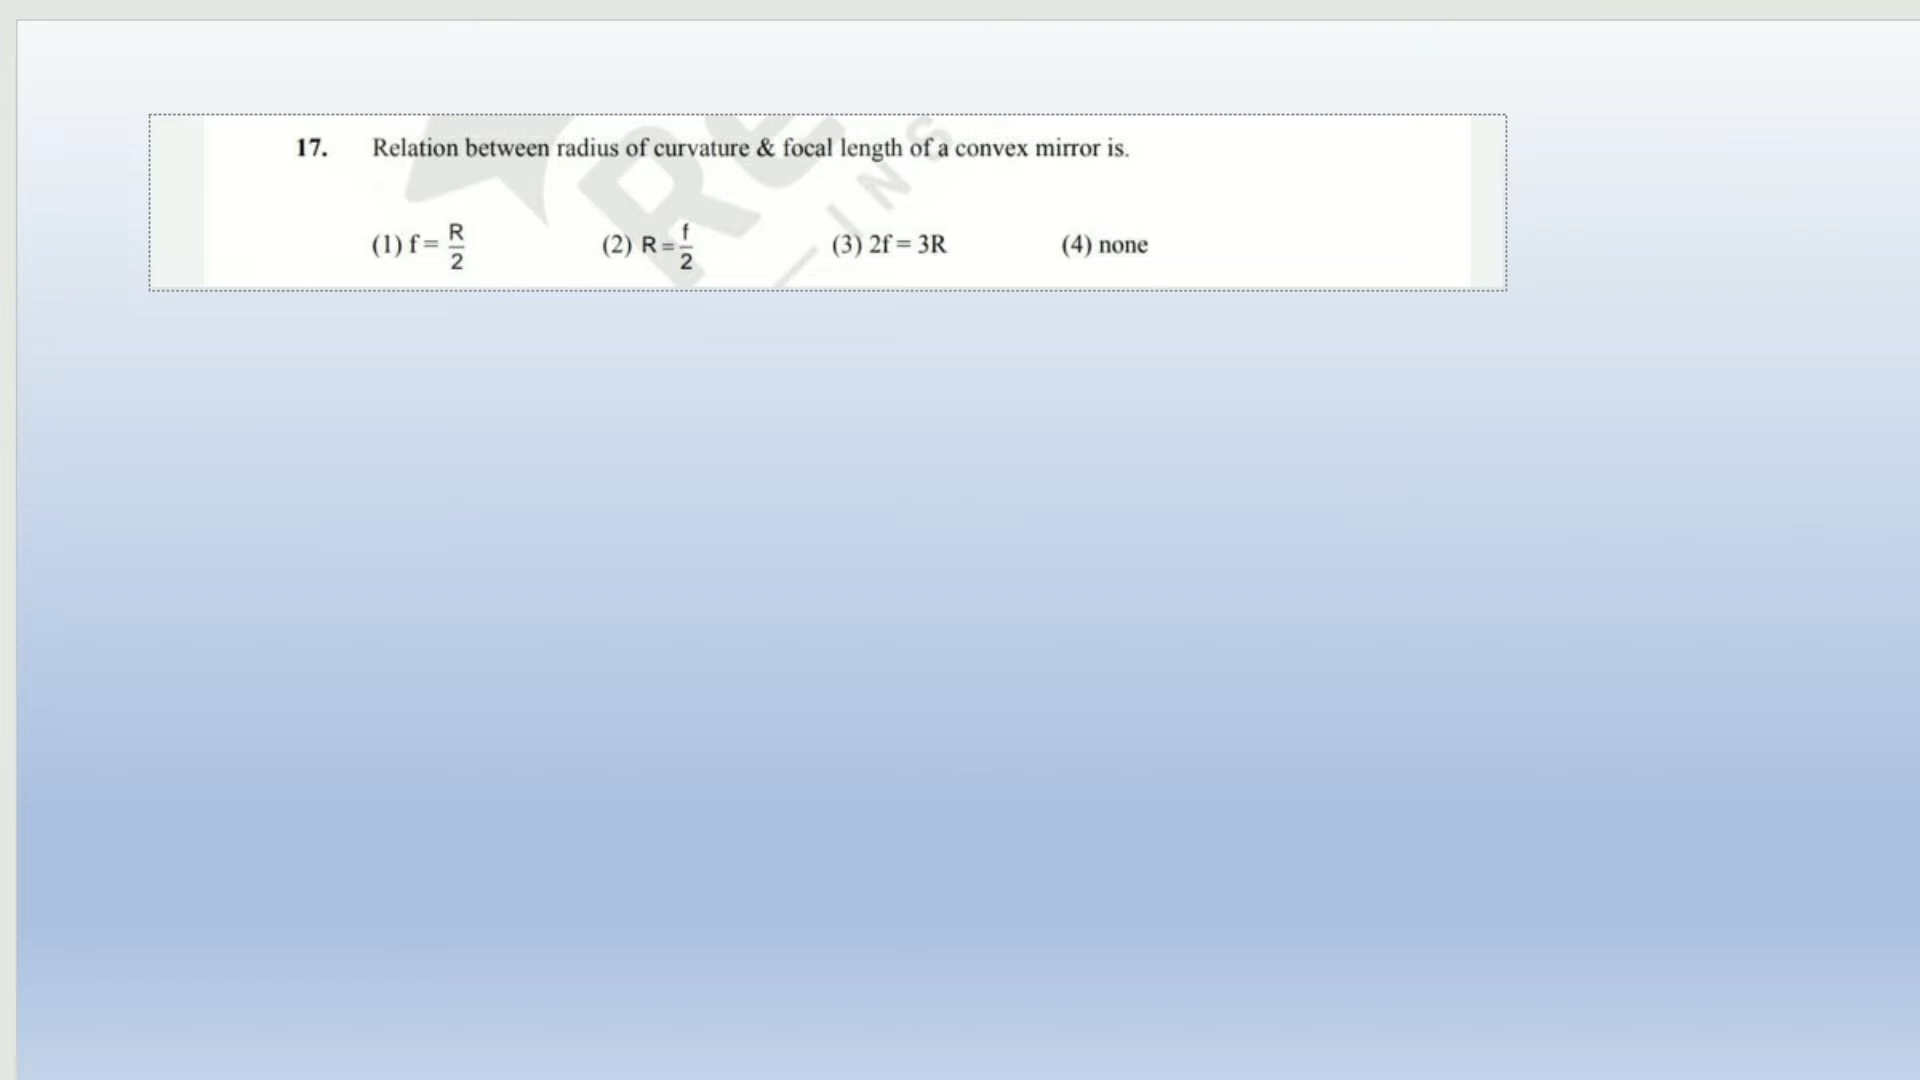 17. Relation between radius of curvature & focal length of a convex mirror is.
(1) f = R/2 (2) R = f/2 (3) 2f = 3R (4) none